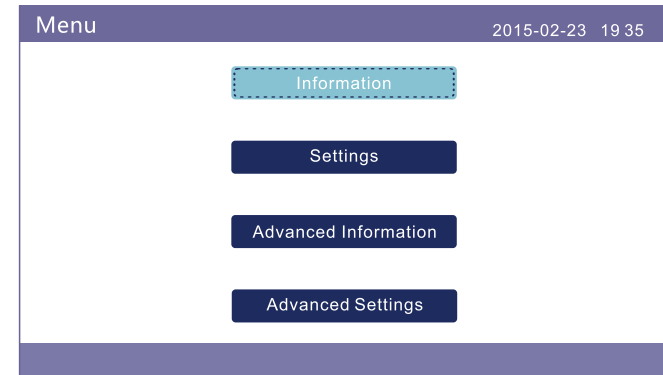 Menu
2015-02-23 19 35
Information
Settings
Advanced Information
Advanced Settings